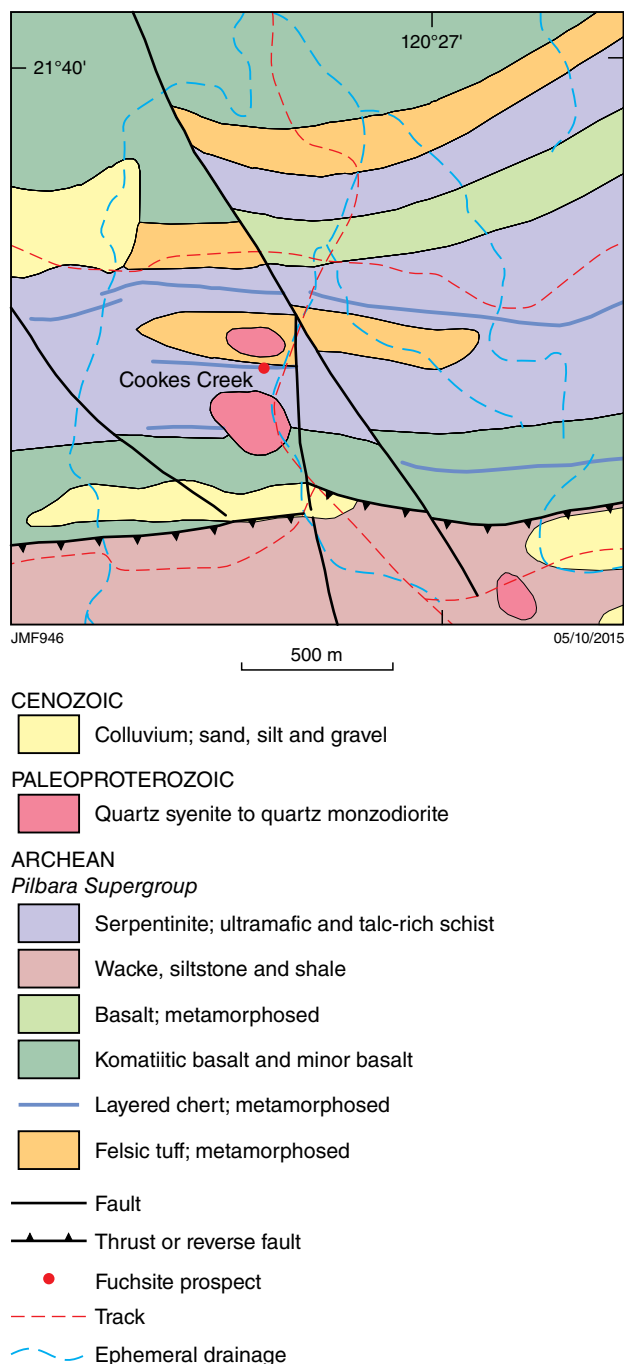 120°27'
21°40'
Cookes Creek
JMF946
05/10/2015
500 m
CENOZOIC
Colluvium; sand, silt and gravel
PALEOPROTEROZOIC
Quartz syenite to quartz monzodiorite
ARCHEAN
Pilbara Supergroup
Serpentinite; ultramafic and talc-rich schist
Wacke, siltstone and shale
Basalt; metamorphosed
Komatiitic basalt and minor basalt
Layered chert; metamorphosed
Felsic tuff; metamorphosed
Fault
Thrust or reverse fault
Fuchsite prospect
Track
Ephemeral drainage